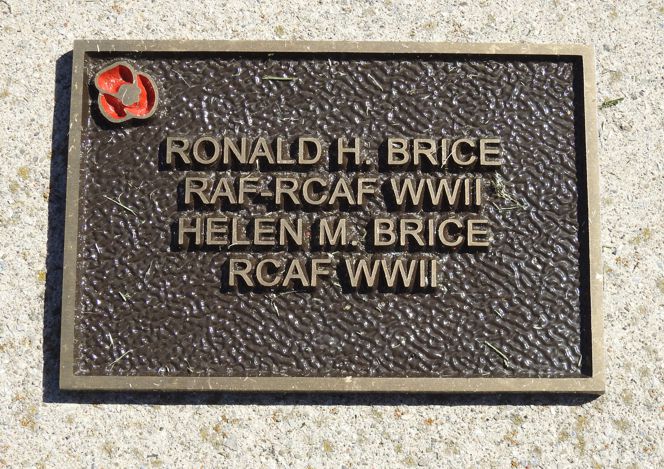 RONALD H. BRICE
RAF-RCAF WWII
HELEN M. BRICE
RCAF WWII